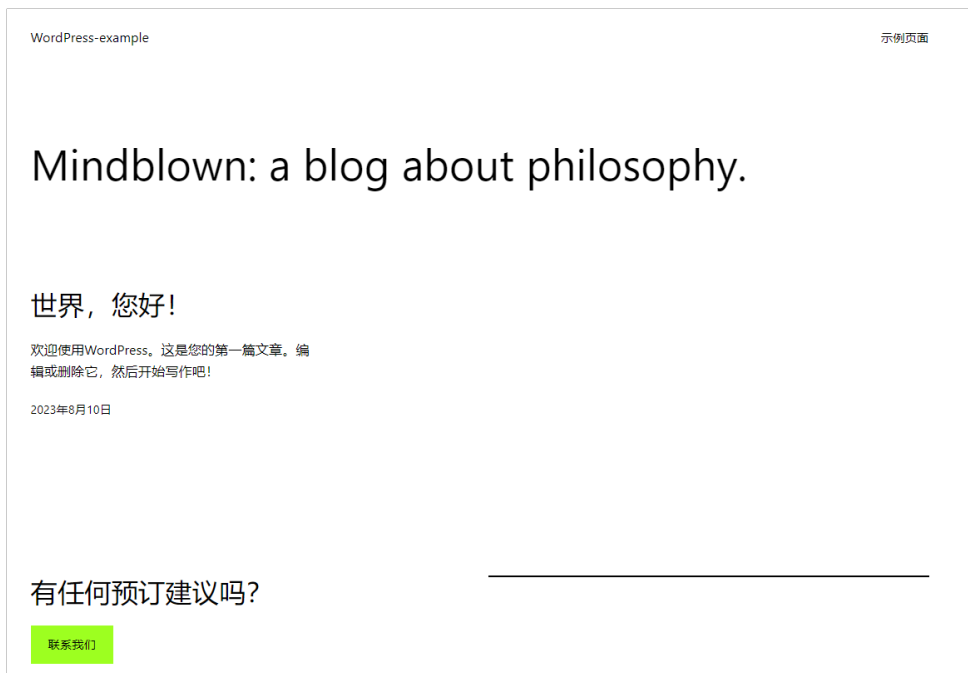 WordPress-example
示例页面
Mindblown: a blog about philosophy.
世界，您好！
欢迎使用WordPress。这是您的第一篇文章。编
辑或删除它，然后开始写作吧！
2023年8月10日
有任何预订建议吗？
联系我们